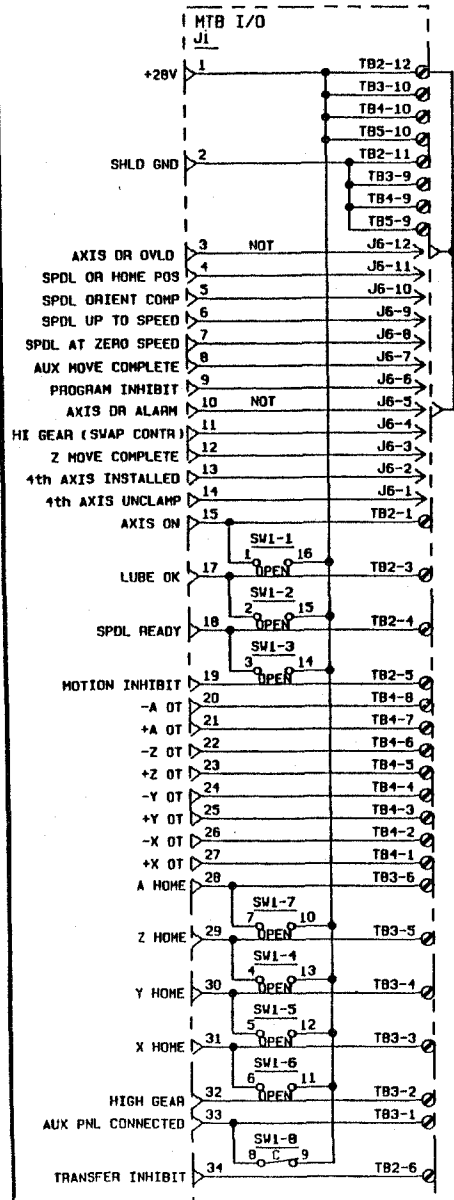 MTB I/O
J1
+28V 1 TB2-12
TB3-10
TB4-10
TB5-10
SHLD GND 2 TB2-11
TB3-9
TB4-9
TB5-9
AXIS DR OVLD 3 NOT J6-12
SPDL OR HOME POS 4 J6-11
SPDL ORIENT COMP 5 J6-10
SPDL UP TO SPEED 6 J6-9
SPDL AT ZERO SPEED 7 J6-8
AUX MOVE COMPLETE 8 J6-7
PROGRAM INHIBIT 9 J6-6
AXIS DR ALARM 10 NOT J6-5
HI GEAR (SWAP CONTR) 11 J6-4
Z MOVE COMPLETE 12 J6-3
4th AXIS INSTALLED 13 J6-2
4th AXIS UNCLAMP 14 J6-1
AXIS ON 15 TB2-1
SW1-1
1 OPEN 16
LUBE OK 17 TB2-3
SW1-2
2 OPEN 15
SPDL READY 18 TB2-4
SW1-3
3 OPEN 14
MOTION INHIBIT 19 TB2-5
-A OT 20 TB4-8
+A OT 21 TB4-7
-Z OT 22 TB4-6
+Z OT 23 TB4-5
-Y OT 24 TB4-4
+Y OT 25 TB4-3
-X OT 26 TB4-2
+X OT 27 TB4-1
A HOME 28 TB3-6
SW1-7
7 OPEN 10
Z HOME 29 TB3-5
SW1-4
4 OPEN 13
Y HOME 30 TB3-4
SW1-5
5 OPEN 12
X HOME 31 TB3-3
SW1-6
6 OPEN 11
HIGH GEAR 32 TB3-2
AUX PNL CONNECTED 33 TB3-1
SW1-8
8 C 9
TRANSFER INHIBIT 34 TB2-6